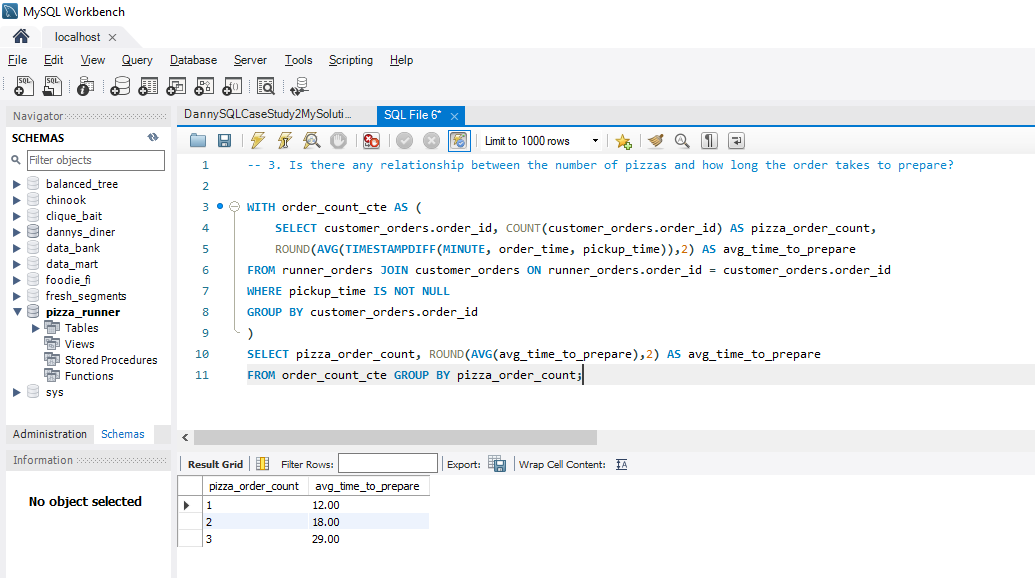 MySQL Workbench
localhost
File Edit View Query Database Server Tools Scripting Help
Navigator
SCHEMAS
Filter objects
balanced_tree
chinook
clique_bait
dannys_diner
data_bank
data_mart
foodie_fi
fresh_segments
pizza_runner
Tables
Views
Stored Procedures
Functions
sys
Administration Schemas
Information
No object selected
DannySQLCaseStudy2MySoluti... SQL File 6*
Limit to 1000 rows
1 -- 3. Is there any relationship between the number of pizzas and how long the order takes to prepare?
2
3 WITH order_count_cte AS (
4 SELECT customer_orders.order_id, COUNT(customer_orders.order_id) AS pizza_order_count,
5 ROUND(AVG(TIMESTAMPDIFF(MINUTE, order_time, pickup_time)),2) AS avg_time_to_prepare
6 FROM runner_orders JOIN customer_orders ON runner_orders.order_id = customer_orders.order_id
7 WHERE pickup_time IS NOT NULL
8 GROUP BY customer_orders.order_id
9 )
10 SELECT pizza_order_count, ROUND(AVG(avg_time_to_prepare),2) AS avg_time_to_prepare
11 FROM order_count_cte GROUP BY pizza_order_count;
Result Grid Filter Rows: Export: Wrap Cell Content:
pizza_order_count avg_time_to_prepare
1 12.00
2 18.00
3 29.00